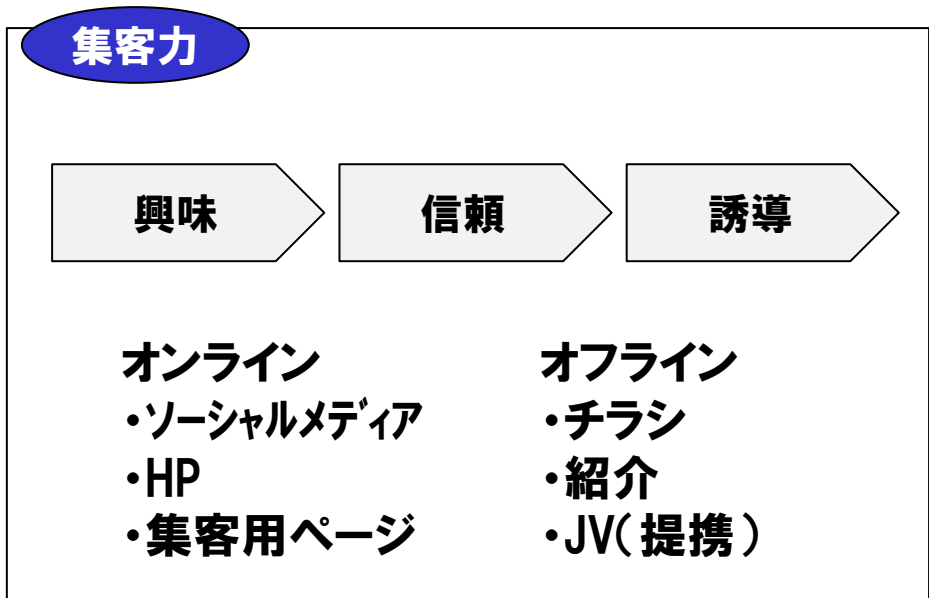 集客力
興味
信頼
誘導
オンライン
・ソーシャルメディア
・HP
・集客用ページ
オフライン
・チラシ
・紹介
・JV(提携)